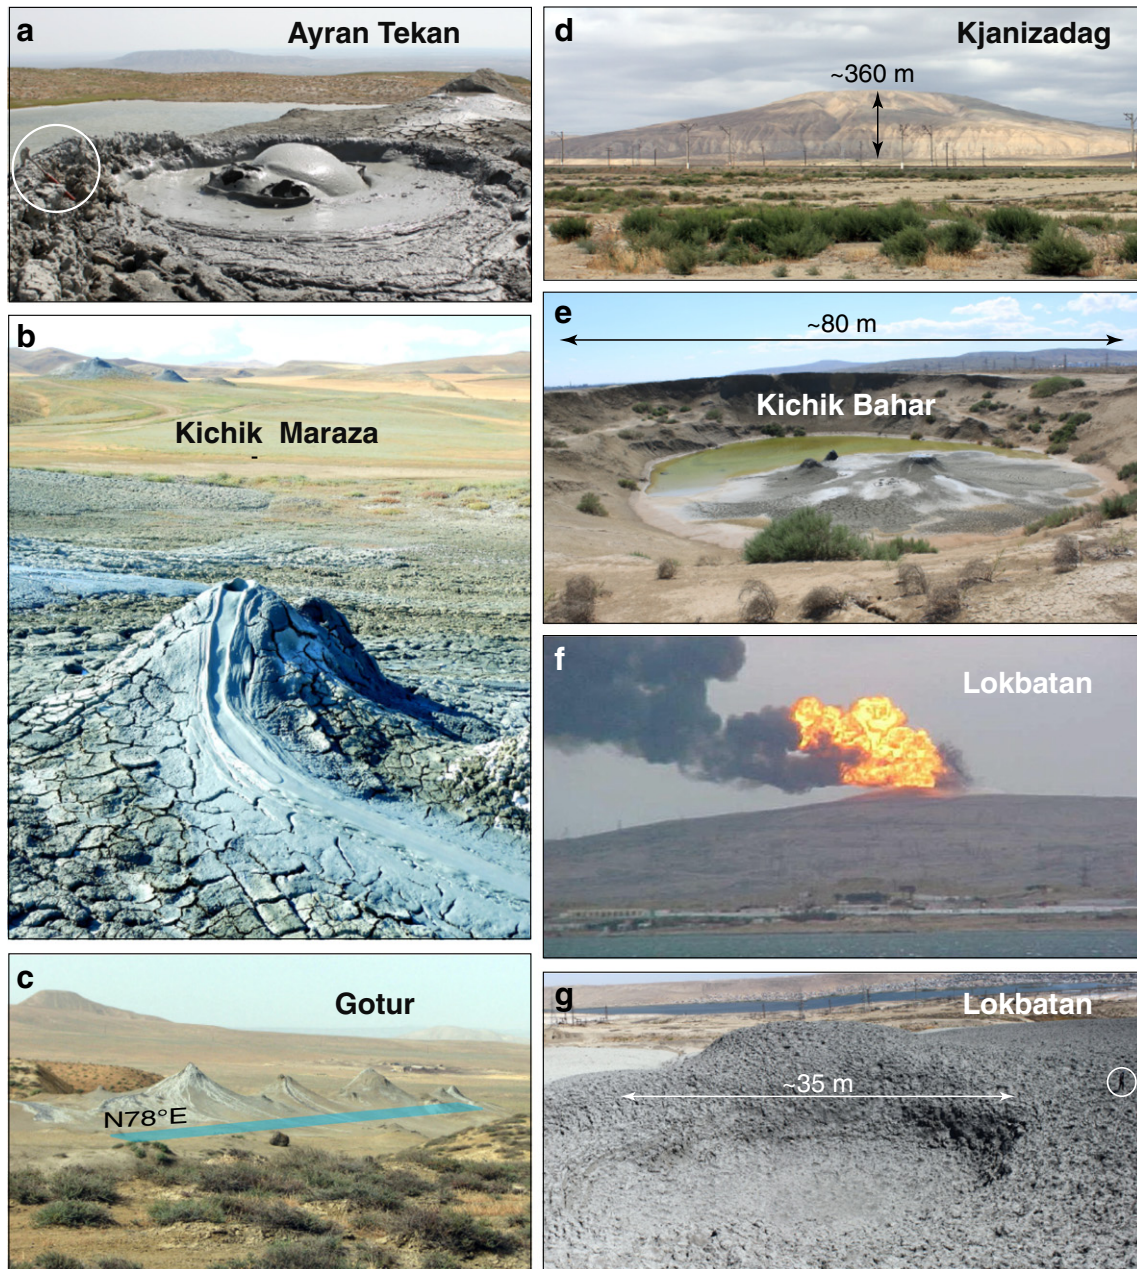 a
Ayran Tekan
b
Kichik Maraza
c
Gotur
N78°E
d
Kjanizadag
~360 m
e
~80 m
Kichik Bahar
f
Lokbatan
g
Lokbatan
~35 m